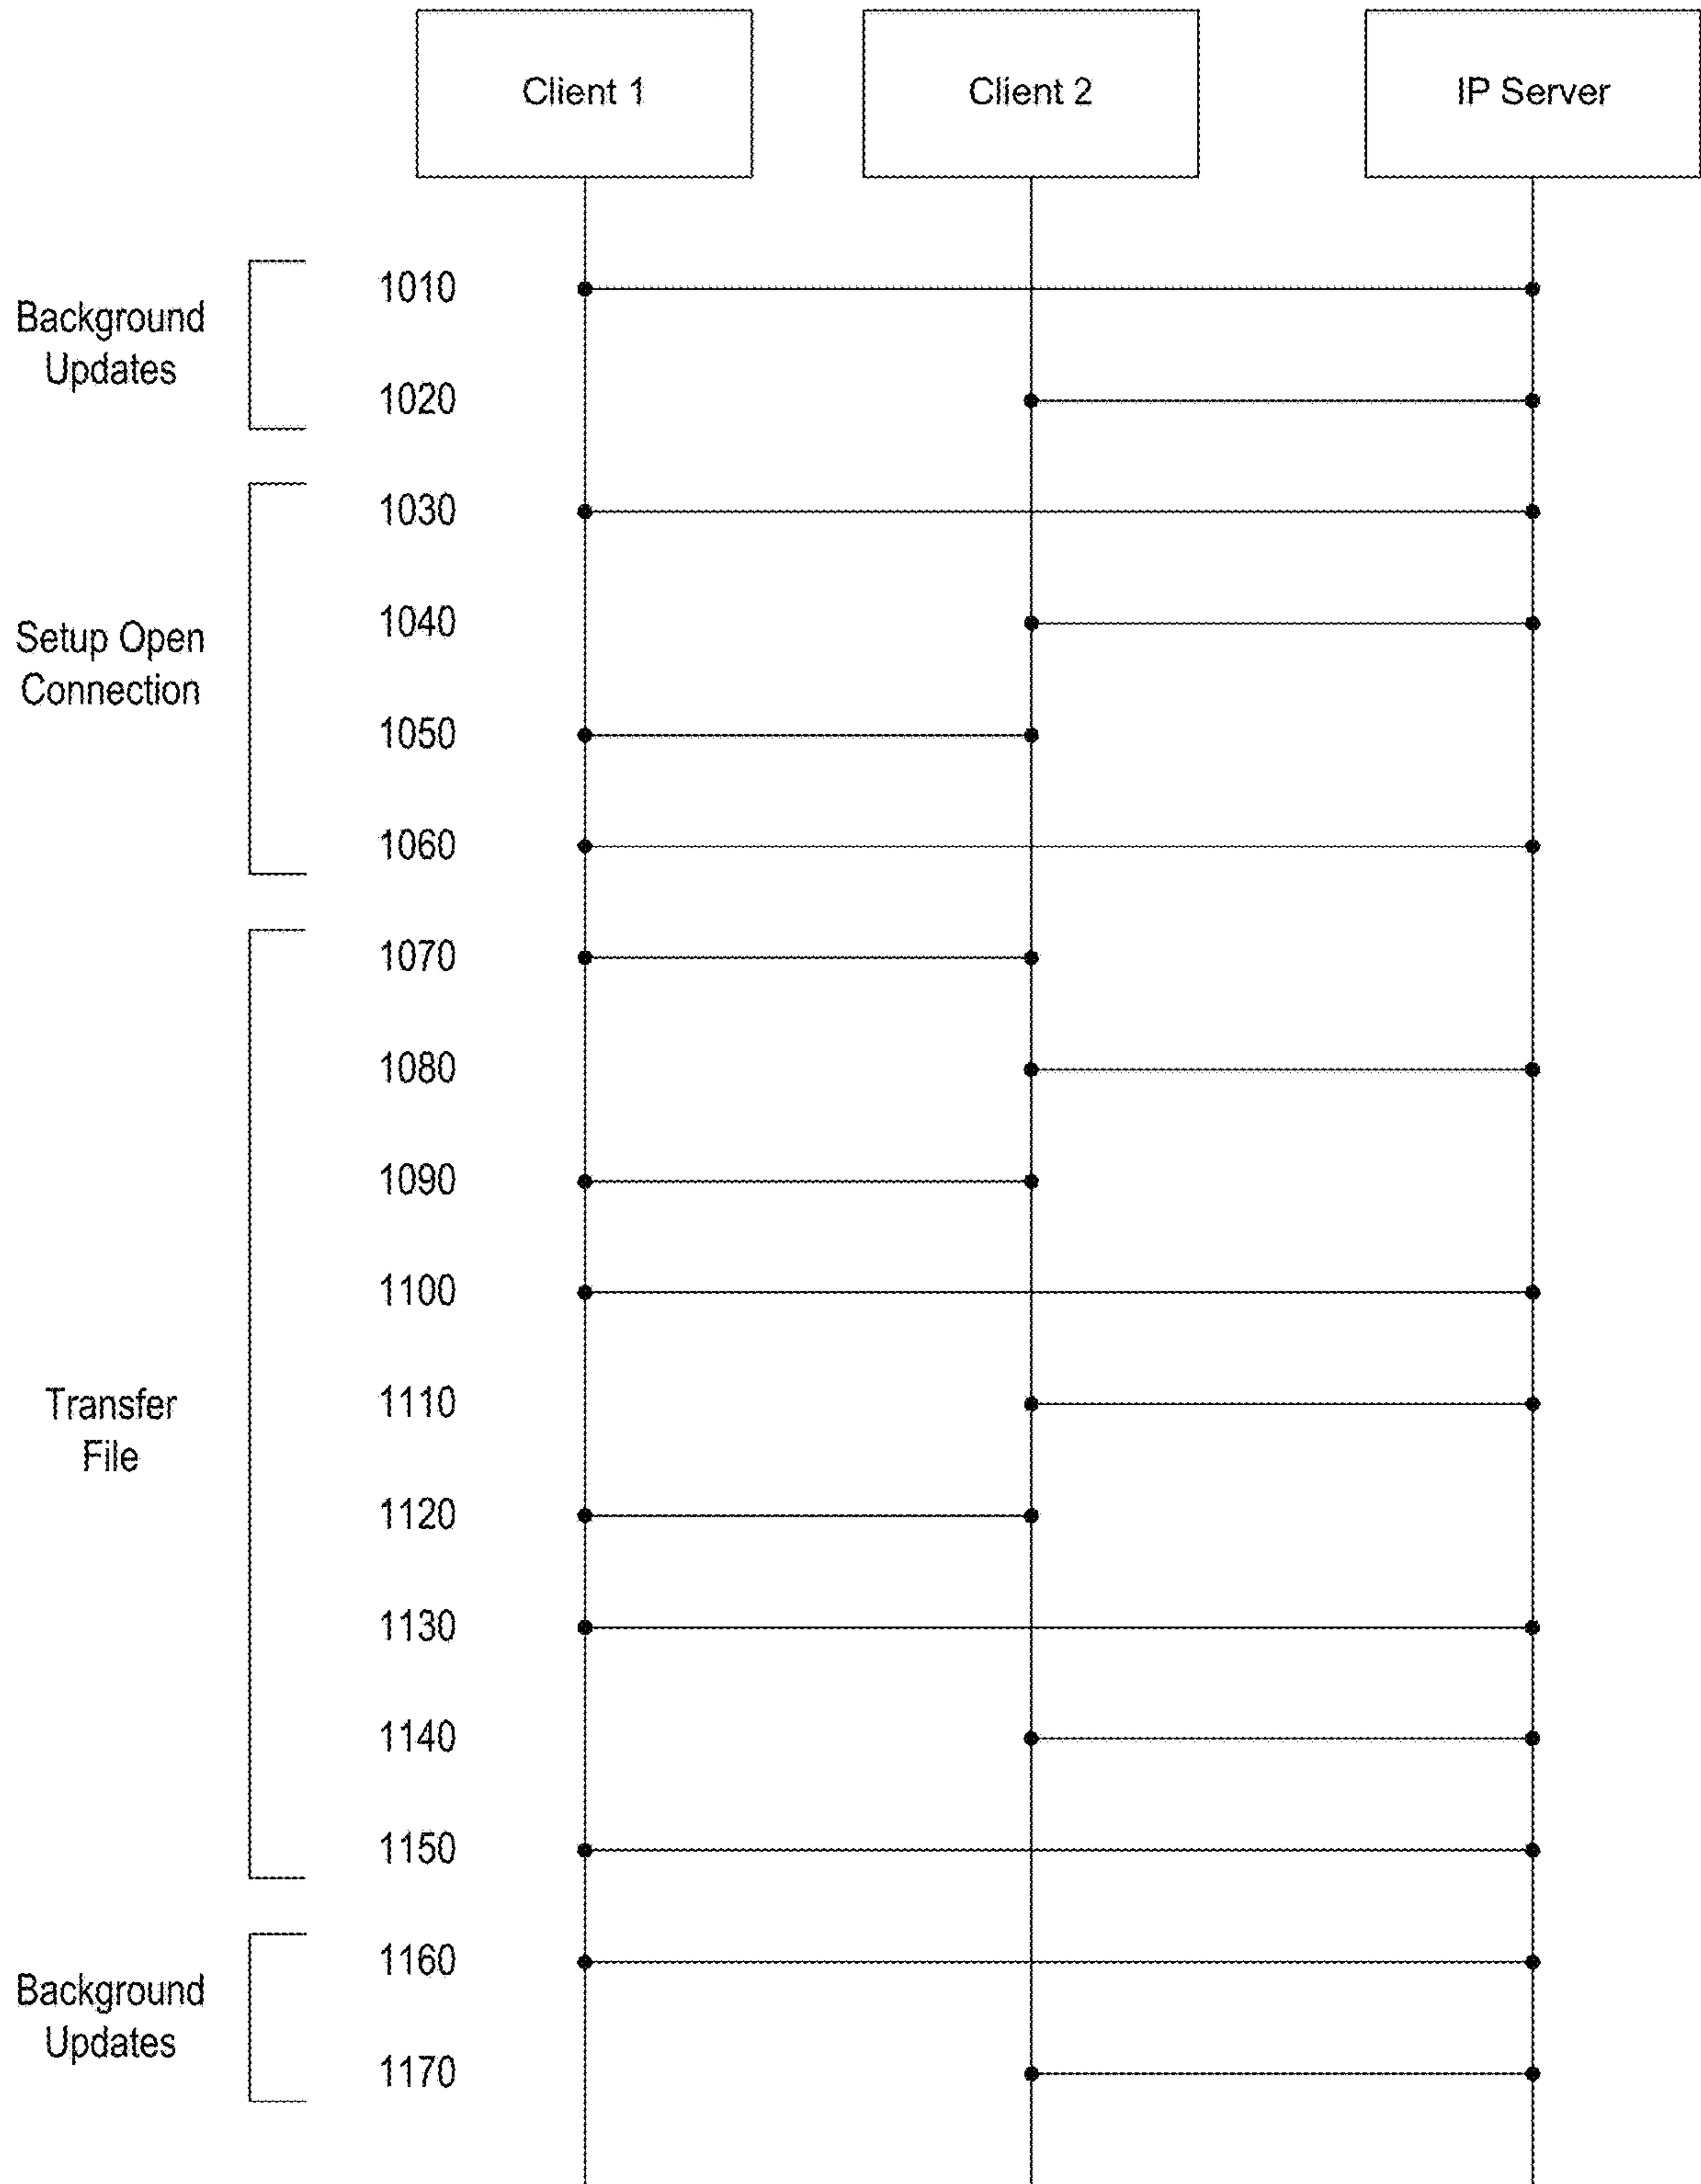 Client 1
Client 2
IP Server
Background
Updates
1010
1020
Setup Open
Connection
1030
1040
1050
1060
Transfer
File
1070
1080
1090
1100
1110
1120
1130
1140
1150
Background
Updates
1160
1170